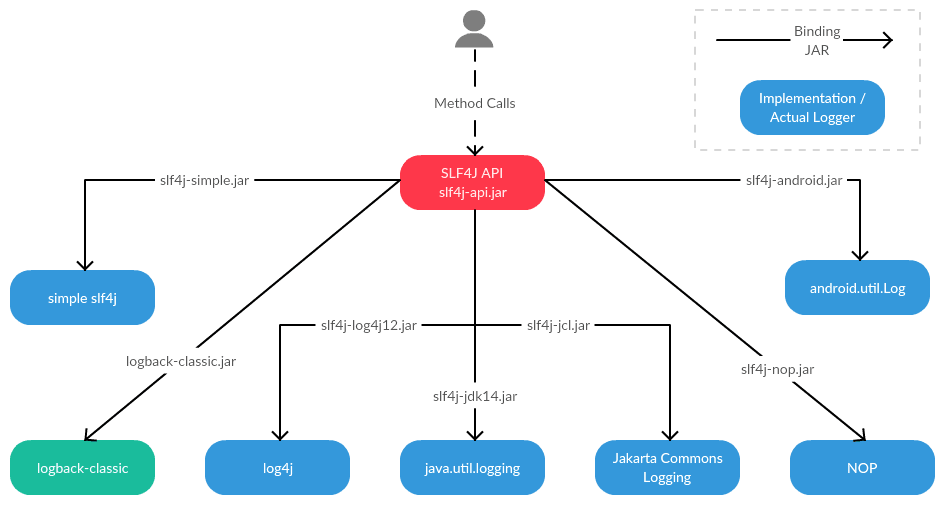 Binding
JAR
Implementation /
Actual Logger
Method Calls
SLF4J API
slf4j-api.jar
slf4j-simple.jar
slf4j-android.jar
simple slf4j
android.util.Log
slf4j-log4j12.jar
slf4j-jcl.jar
logback-classic.jar
slf4j-nop.jar
slf4j-jdk14.jar
logback-classic
log4j
java.util.logging
Jakarta Commons
Logging
NOP